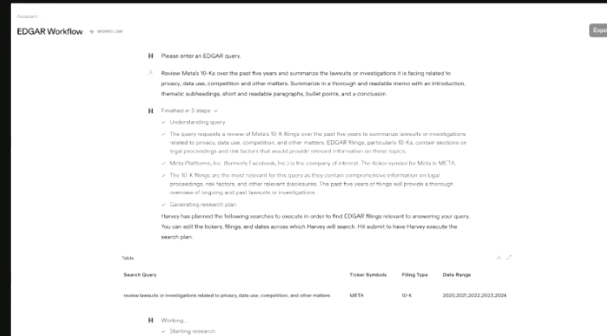 Assistant
EDGAR Workflow
H Please enter an EDGAR query.
Review Meta's 10-Ks over the past five years and summarize the lawsuits or investigations it is facing related to
privacy, data use, competition and other matters. Summarize in a thorough and readable memo with an introduction,
thematic subheadings, short and readable paragraphs, bullet points, and a conclusion.
H Finished in 5 steps
Understanding query
The query requests a review of Meta's 10-K filings over the past five years to summarize lawsuits or investigations
related to privacy, data use, competition, and other matters. EDGAR filings, particularly 10-Ks, contain sections on
legal proceedings and risk factors that would provide relevant information on these topics.
Meta Platforms, Inc. (formerly Facebook, Inc.) is the company of interest. The ticker symbol for Meta is META.
The 10-K filings are the most relevant for this query as they contain comprehensive information on legal
proceedings, risk factors, and other relevant disclosures. The past five years of filings will provide a thorough
overview of ongoing and past lawsuits or investigations.
Generating research plan
Harvey has planned the following searches to execute in order to find EDGAR filings relevant to answering your query.
You can edit the tickers, filings, and dates across which Harvey will search. Hit submit to have Harvey execute the
search plan.
Table
Search Query Ticker Symbols Filing Type Date Range
review lawsuits or investigations related to privacy, data use, competition, and other matters META 10-K 2020,2021,2022,2023,2024
H Working...
Starting research